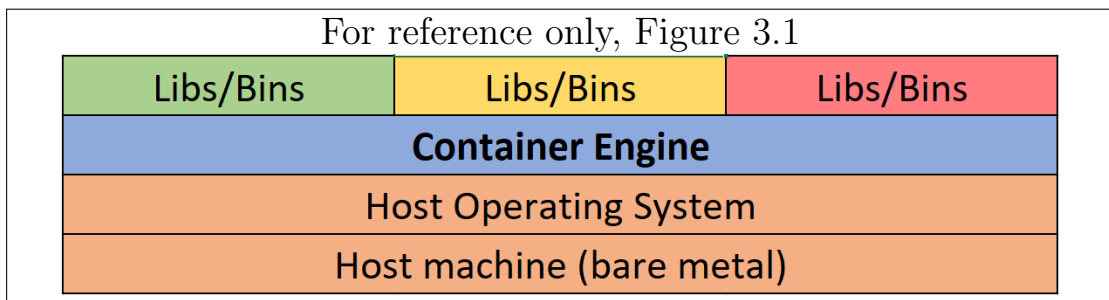 For reference only, Figure 3.1
Libs/Bins Libs/Bins Libs/Bins
Container Engine
Host Operating System
Host machine (bare metal)